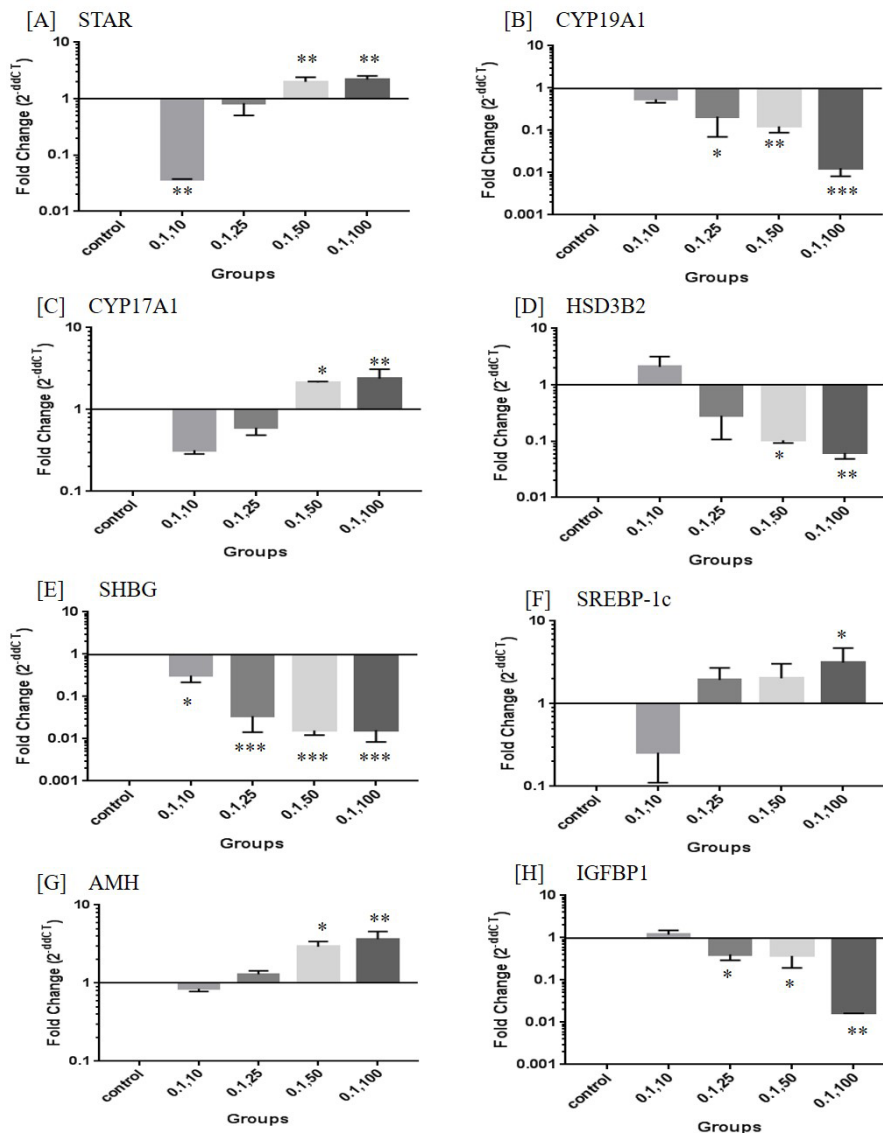 [A] STAR
Fold Change (2^-ddCT)
10
1
0.1
0.01
**
**
**
control
0.1,10
0.1,25
0.1,50
0.1,100
Groups
[B] CYP19A1
Fold Change (2^-ddCT)
10
1
0.1
0.01
0.001
*
**
***
control
0.1,10
0.1,25
0.1,50
0.1,100
Groups
[C] CYP17A1
Fold Change (2^-ddCT)
10
1
0.1
*
**
control
0.1,10
0.1,25
0.1,50
0.1,100
Groups
[D] HSD3B2
Fold Change (2^-ddCT)
10
1
0.1
0.01
*
**
control
0.1,10
0.1,25
0.1,50
0.1,100
Groups
[E] SHBG
Fold Change (2^-ddCT)
10
1
0.1
0.01
0.001
*
***
***
***
control
0.1,10
0.1,25
0.1,50
0.1,100
Groups
[F] SREBP-1c
Fold Change (2^-ddCT)
10
1
0.1
*
control
0.1,10
0.1,25
0.1,50
0.1,100
Groups
[G] AMH
Fold Change (2^-ddCT)
10
1
0.1
*
**
control
0.1,10
0.1,25
0.1,50
0.1,100
Groups
[H] IGFBP1
Fold Change (2^-ddCT)
10
1
0.1
0.01
0.001
*
*
**
control
0.1,10
0.1,25
0.1,50
0.1,100
Groups